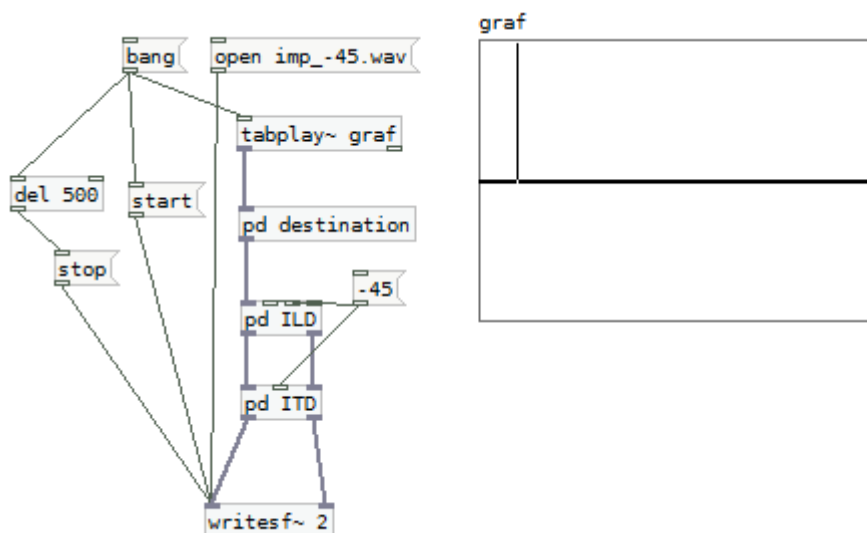 graf
bang
open imp_-45.wav
tabplay~ graf
del 500
start
pd destination
stop
-45
pd ILD
pd ITD
writesf~ 2